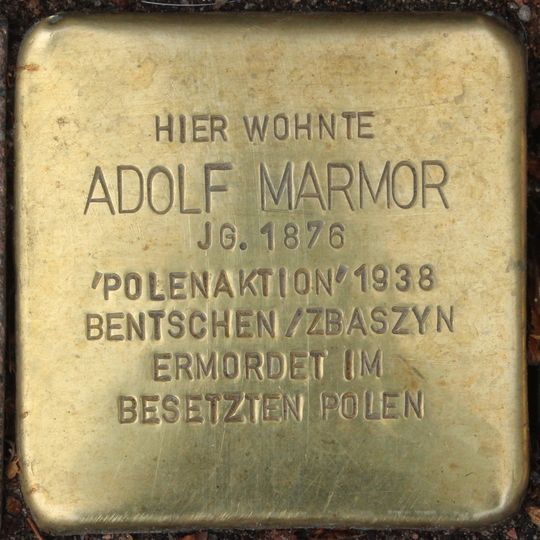 HIER WOHNTE
ADOLF MARMOR
JG. 1876
'POLENAKTION' 1938
BENTSCHEN/ZBASZYN
ERMORDET IM
BESETZTEN POLEN